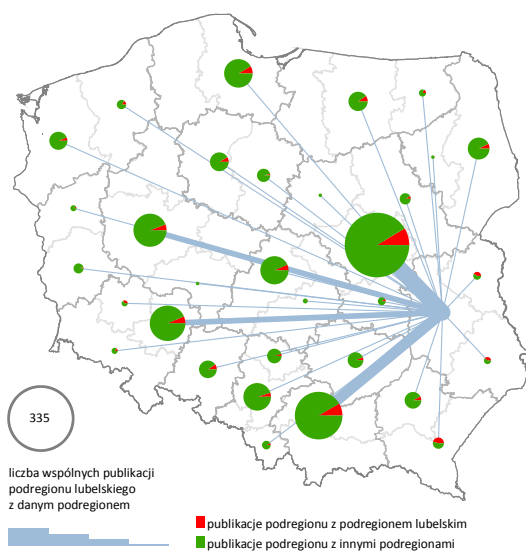 335
liczba wspólnych publikacji
podregionu lubelskiego
z danym podregionem
publikacje podregionu z podregionem lubelskim
publikacje podregionu z innymi podregionami